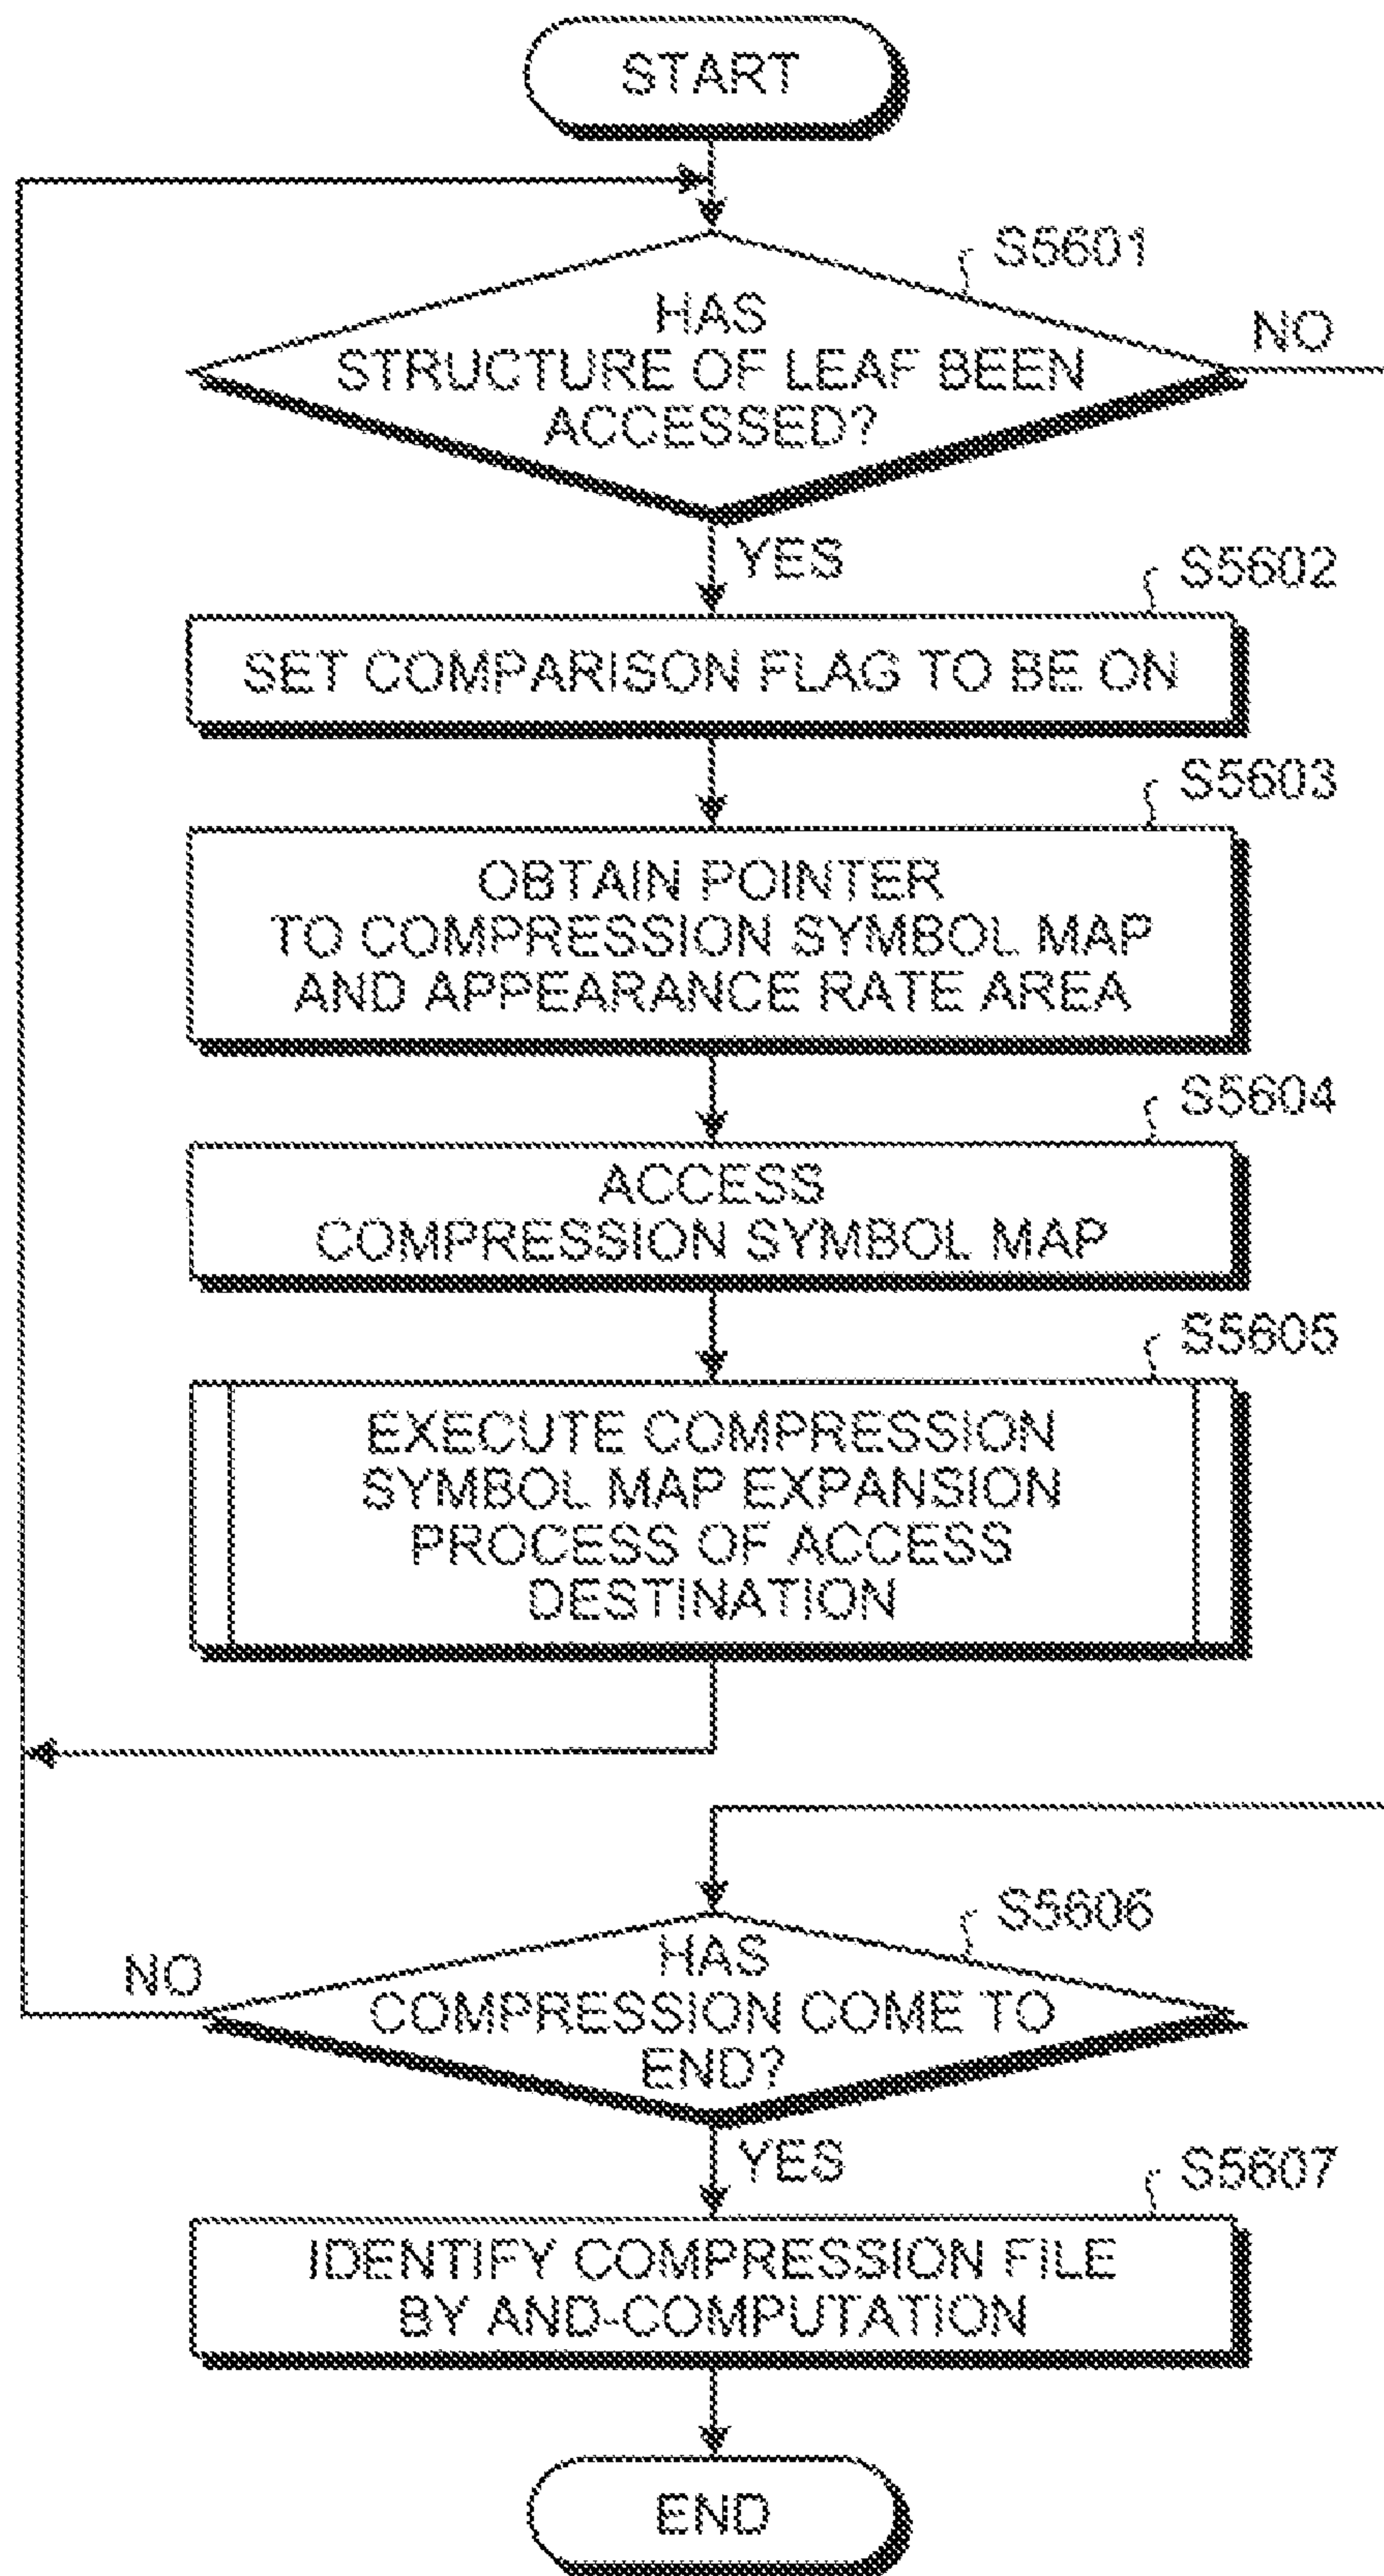 START
S5601
HAS
STRUCTURE OF LEAF BEEN
ACCESSED?
NO
YES
S5602
SET COMPARISON FLAG TO BE ON
S5603
OBTAIN POINTER
TO COMPRESSION SYMBOL MAP
AND APPEARANCE RATE AREA
S5604
ACCESS
COMPRESSION SYMBOL MAP
S5605
EXECUTE COMPRESSION
SYMBOL MAP EXPANSION
PROCESS OF ACCESS
DESTINATION
S5606
HAS
COMPRESSION COME TO
END?
NO
YES
S5607
IDENTIFY COMPRESSION FILE
BY AND-COMPUTATION
END